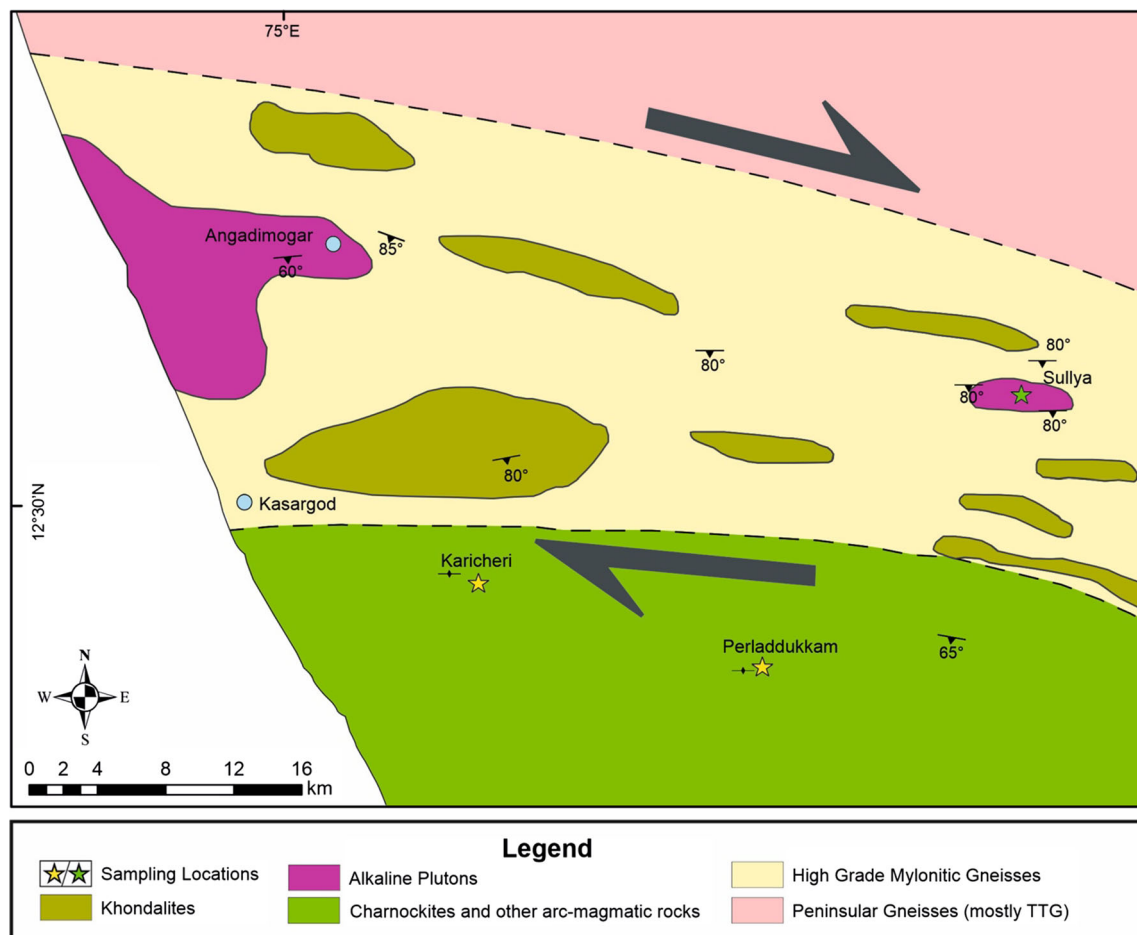 75°E
Angadimogar
85°
60°
80°
80°
Sullya
80°
80°
80°
Kasargod
12°30'N
Karicheri
Perladdukkam
65°
N
W
E
S
0 2 4 8 12 16
km
Legend
Sampling Locations
Alkaline Plutons
High Grade Mylonitic Gneisses
Khondalites
Charnockites and other arc-magmatic rocks
Peninsular Gneisses (mostly TTG)